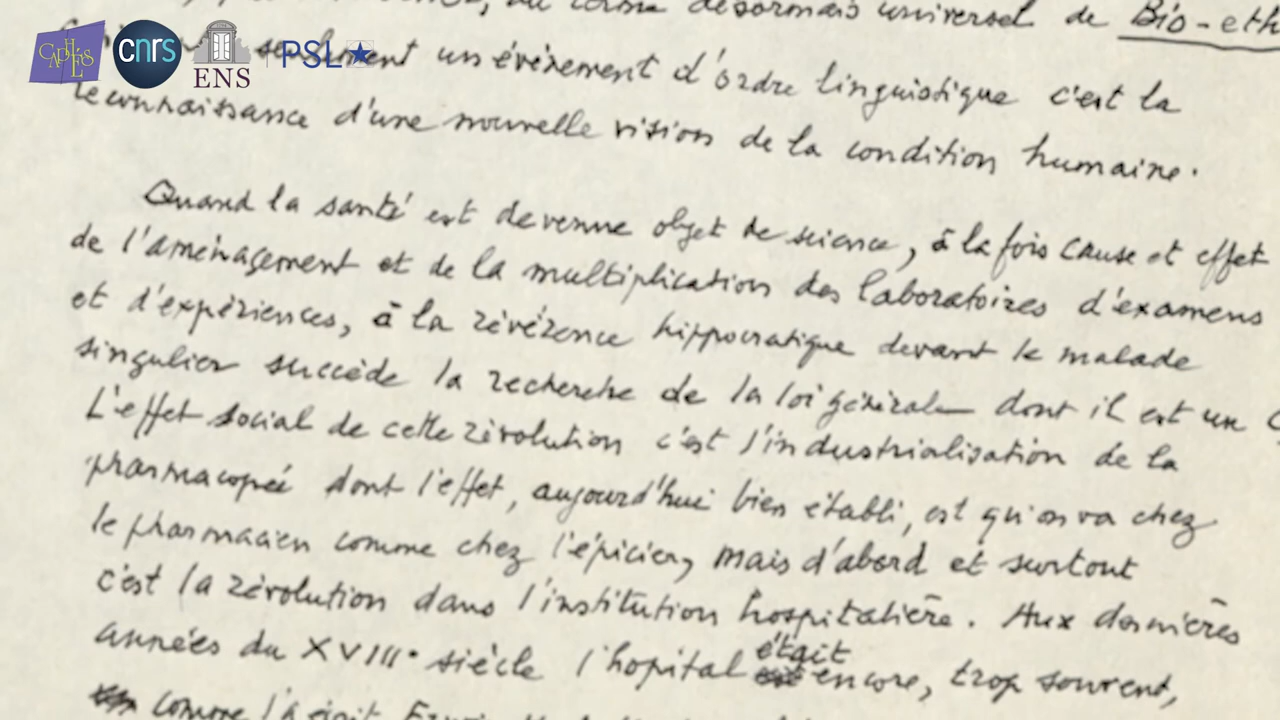 CAPHÉS
cnrs
ENS
PSL
désormais universel de Bio-eth
seulement un évènement d'ordre linguistique c'est la
reconnaissance d'une nouvelle vision de la condition humaine.
Quand la santé est devenue objet de science, à la fois cause et effet
de l'aménagement et de la multiplication des laboratoires d'examens
et d'expériences, à la révérence hippocratique devant le malade
singulier succède la recherche de la loi générale dont il est un
L'effet social de cette révolution c'est l'industrialisation de la
pharmacopée dont l'effet, aujourd'hui bien établi, est qu'on va chez
le pharmacien comme chez l'épicier, mais d'abord et surtout
c'est la révolution dans l'institution hospitalière. Aux dernières
était
années du XVIII° siècle l'hopital encore, trop souvent,
comme l'a écrit